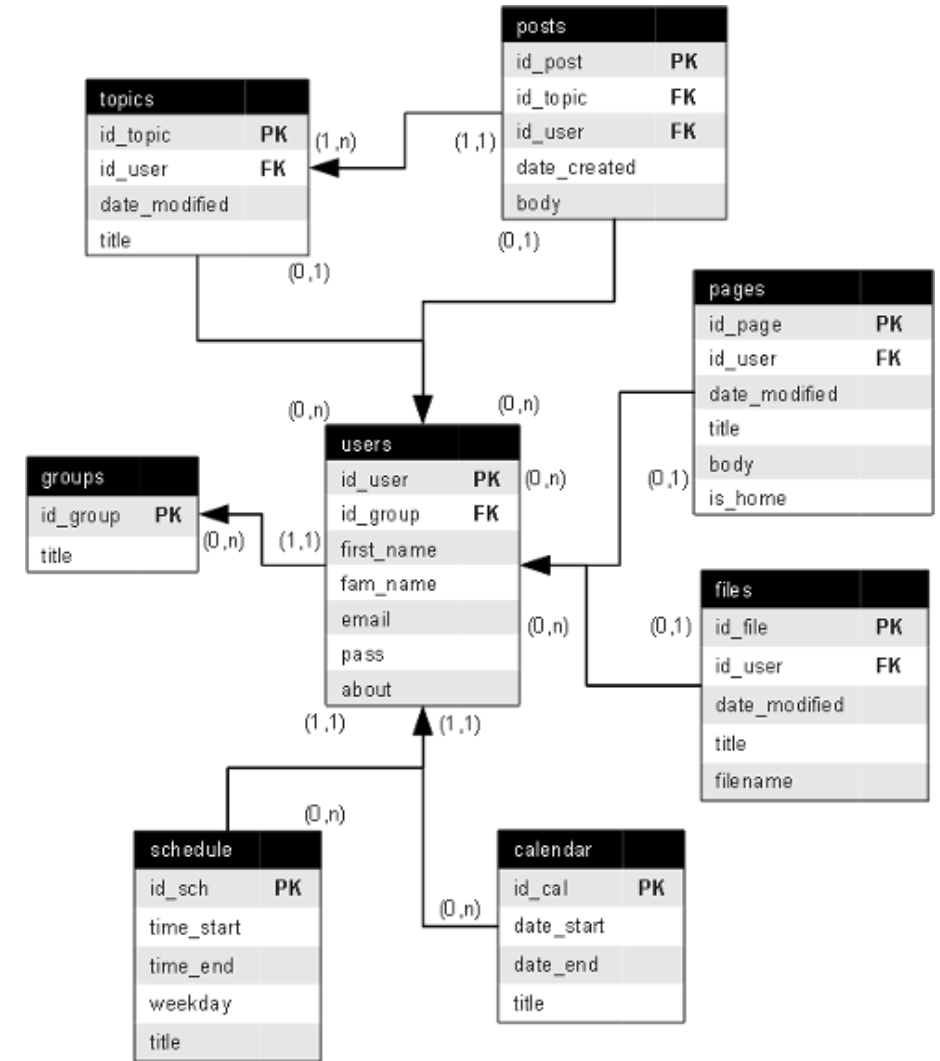 posts
id_post PK
id_topic FK
id_user FK
date_created
body
topics
id_topic PK
id_user FK
date_modified
title
(1,n)
(1,1)
(0,1)
(0,1)
pages
id_page PK
id_user FK
date_modified
title
body
is_home
(0,n)
(0,n)
users
id_user PK
id_group FK
first_name
fam_name
email
pass
about
(0,n)
(0,1)
groups
id_group PK
title
(0,n)
(1,1)
files
id_file PK
id_user FK
date_modified
title
filename
(0,n)
(0,1)
(1,1)
(1,1)
(0,n)
(0,n)
schedule
id_sch PK
time_start
time_end
weekday
title
calendar
id_cal PK
date_start
date_end
title